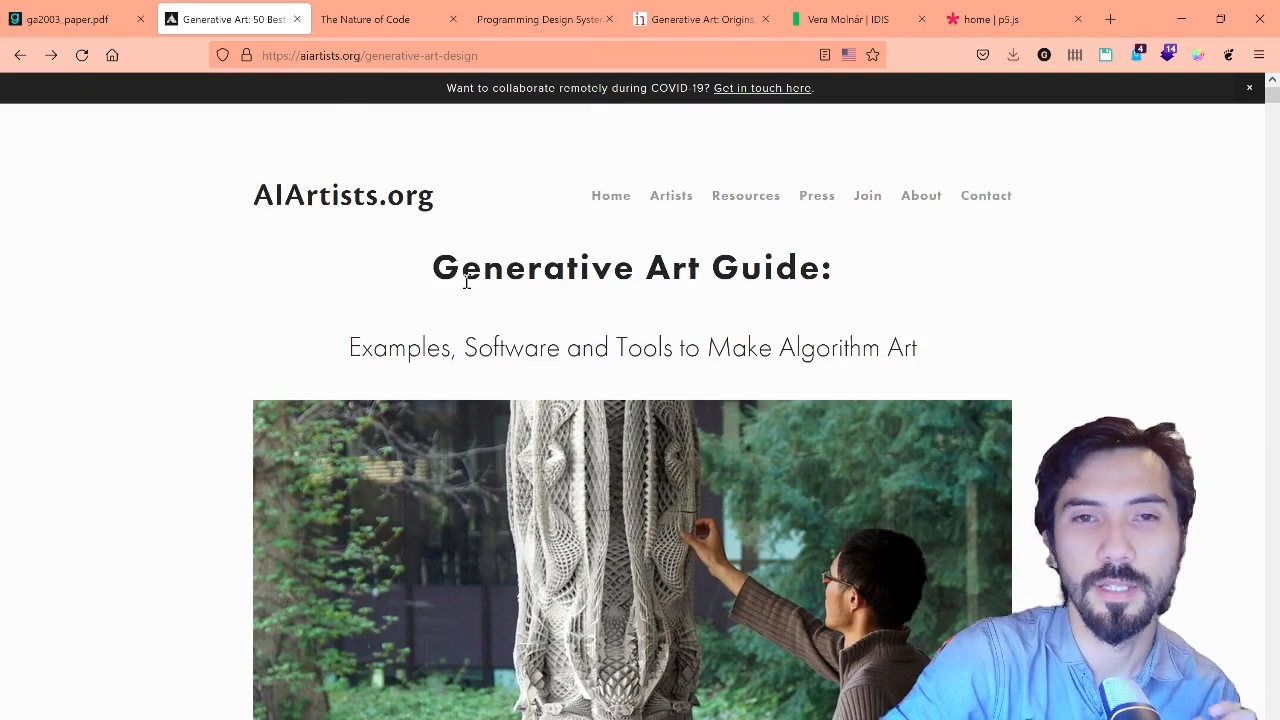 ga2003_paper.pdf
Generative Art: 50 Best
The Nature of Code
Programming Design System
Generative Art: Origins,
Vera Molnár | IDIS
home | p5.js
https://aiartists.org/generative-art-design
4
14
Want to collaborate remotely during COVID-19? Get in touch here.
AIArtists.org
Home Artists Resources Press Join About Contact
Generative Art Guide:
Examples, Software and Tools to Make Algorithm Art